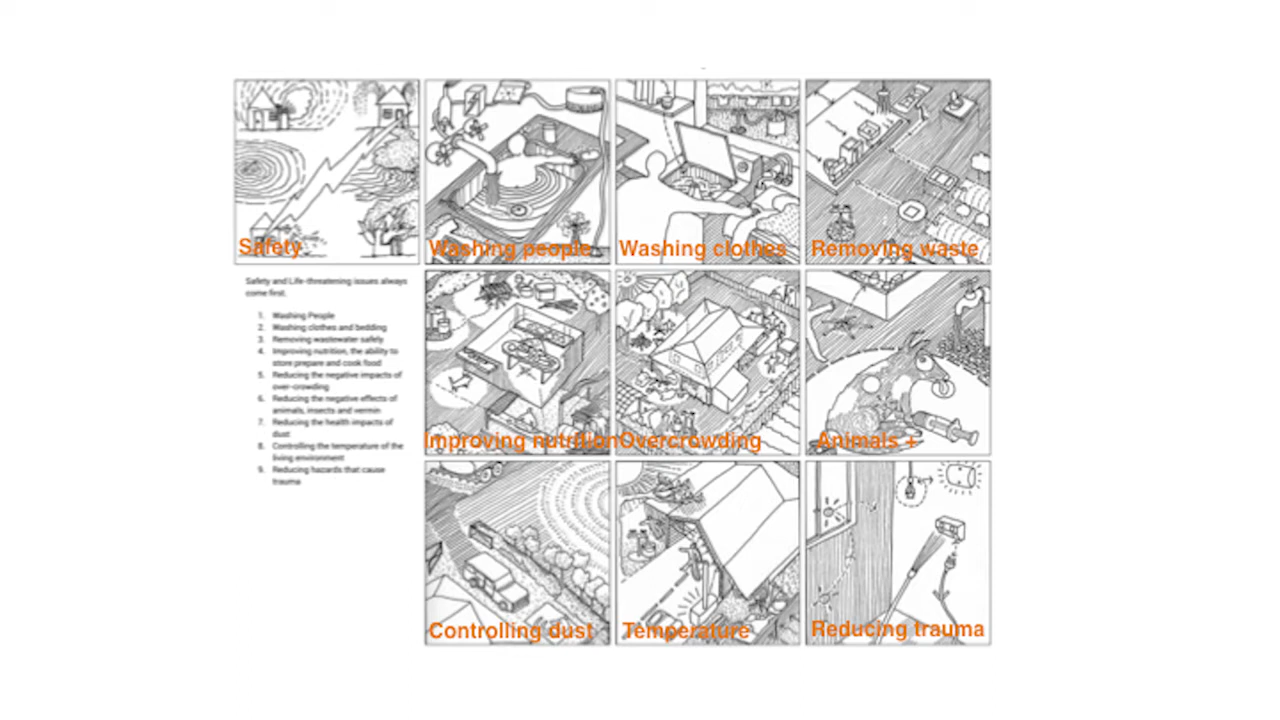 Safety
Washing people
Washing clothes
Removing waste
Safety and Life-threatening issues always
come first.
1. Washing People
2. Washing clothes and bedding
3. Removing wastewater safely
4. Improving nutrition, the ability to
store prepare and cook food
5. Reducing the negative impacts of
over-crowding
6. Reducing the negative effects of
animals, insects and vermin
7. Reducing the health impacts of
dust
8. Controlling the temperature of the
living environment
9. Reducing hazards that cause
trauma
Improving nutrition
Overcrowding
Animals +
Controlling dust
Temperature
Reducing trauma